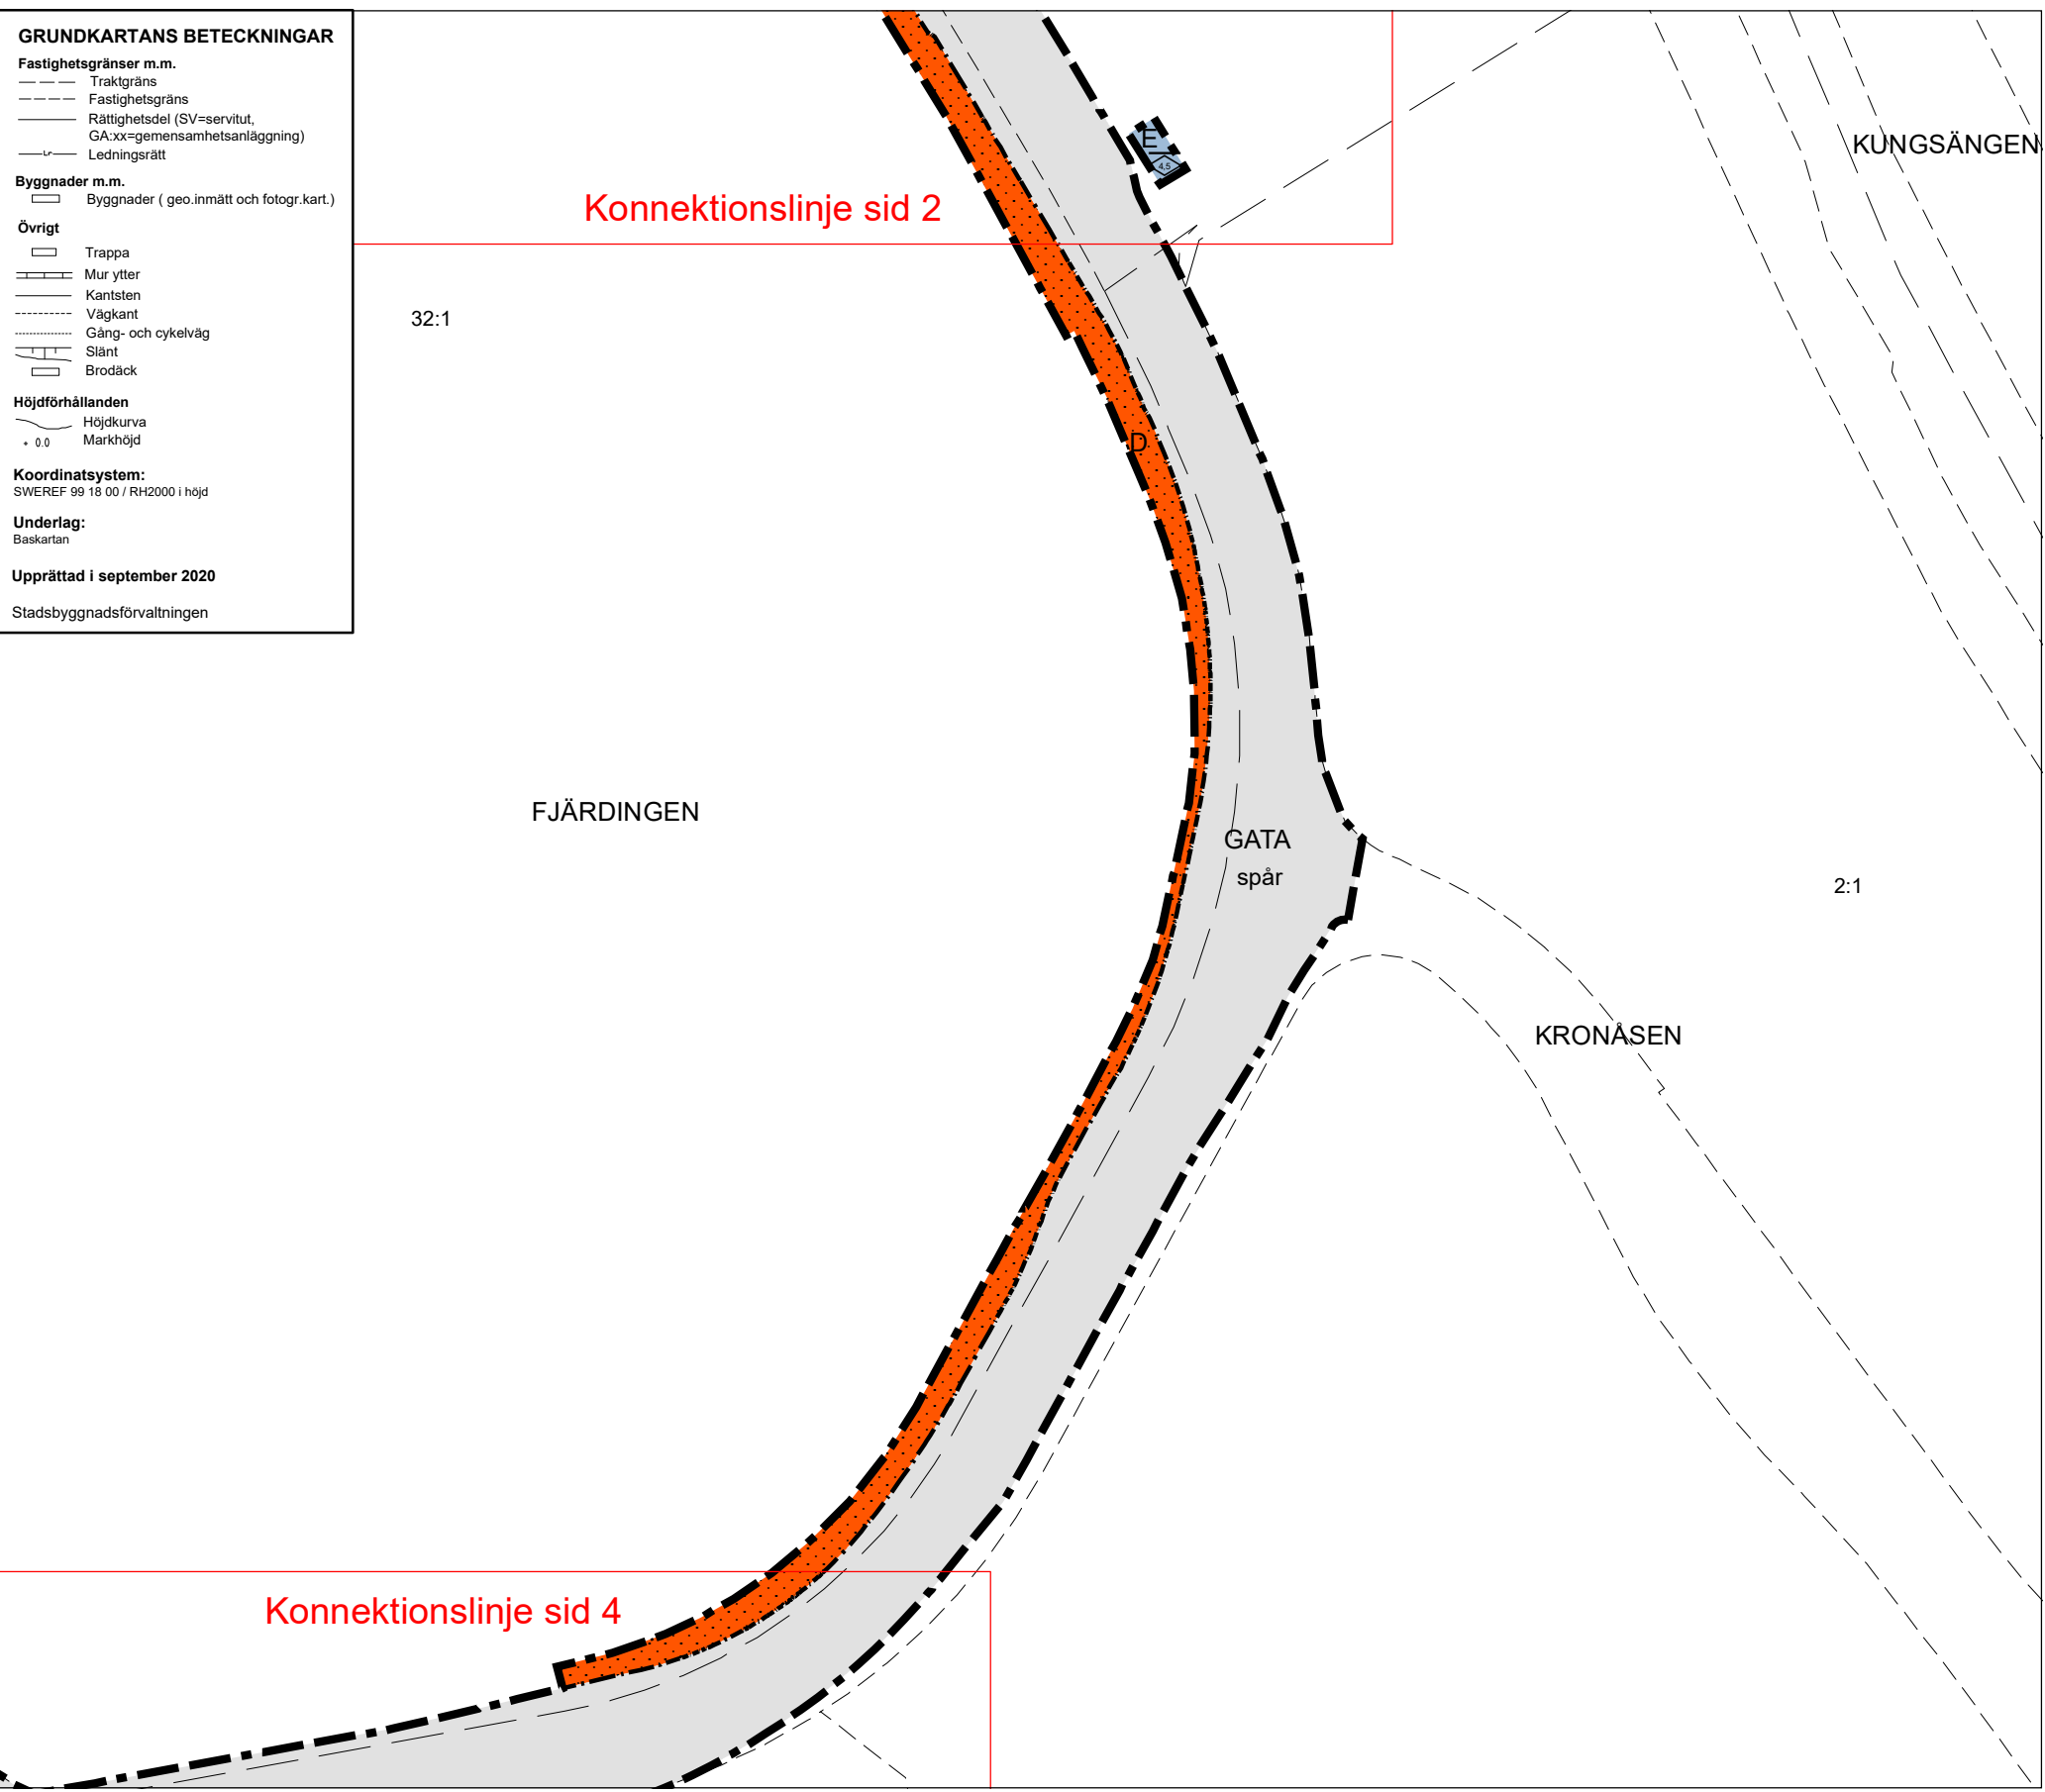 GRUNDKARTANS BETECKNINGAR
Fastighetsgränser m.m.
Traktgräns
Fastighetsgräns
Rättighetsdel (SV=servitut,
GA:xx=gemensamhetsanläggning)
Lr Ledningsrätt
Byggnader m.m.
Byggnader ( geo.inmätt och fotogr.kart.)
Övrigt
Trappa
Mur ytter
Kantsten
Vägkant
Gång- och cykelväg
Slänt
Brodäck
Höjdförhållanden
Höjdkurva
0.0 Markhöjd
Koordinatsystem:
SWEREF 99 18 00 / RH2000 i höjd
Underlag:
Baskartan
Upprättad i september 2020
Stadsbyggnadsförvaltningen
E
4,5
KUNGSÄNGEN
Konnektionslinje sid 2
32:1
D
FJÄRDINGEN
GATA
spår
2:1
KRONÅSEN
Konnektionslinje sid 4